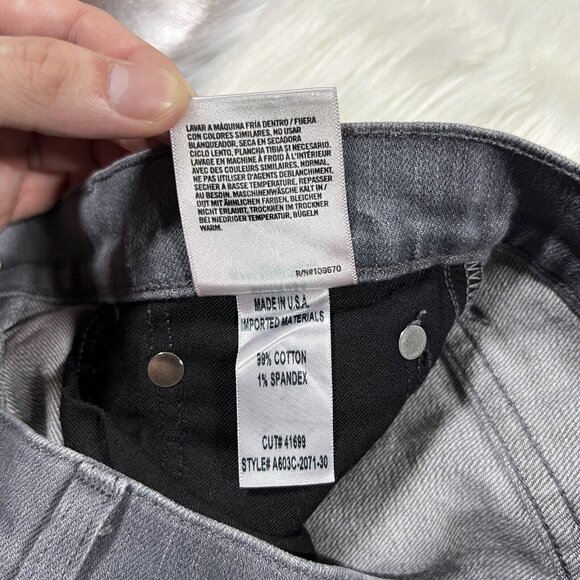 LAVAR A MÁQUINA FRÍA DENTRO / FUERA
CON COLORES SIMILARES, NO USAR
BLANQUEADOR, SECA EN SECADORA
CICLO LENTO, PLANCHA TIBIA SI NECESARIO.
LAVAGE EN MACHINE À FROID À L'INTÉRIEUR
AVEC DES COULEURS SIMILAIRES, NORMAL,
NE PAS UTILISER D'AGENTS DEBLANCHIMENT,
SECHER A BASSE TEMPERATURE, REPASSER
AU BESOIN. MASCHINENWÄSCHE KALT IN /
OUT MIT ÄHNLICHEN FARBEN, BLEICHEN
NICHT ERLAUBT, TROCKNEN IM TROCKNER
BEI NIEDRIGER TEMPERATUR, BÜGELN
WARM.
R/N#109670
MADE IN U.S.A.
IMPORTED MATERIALS
99% COTTON
1% SPANDEX
CUT# 41699
STYLE# A603C-2071-30